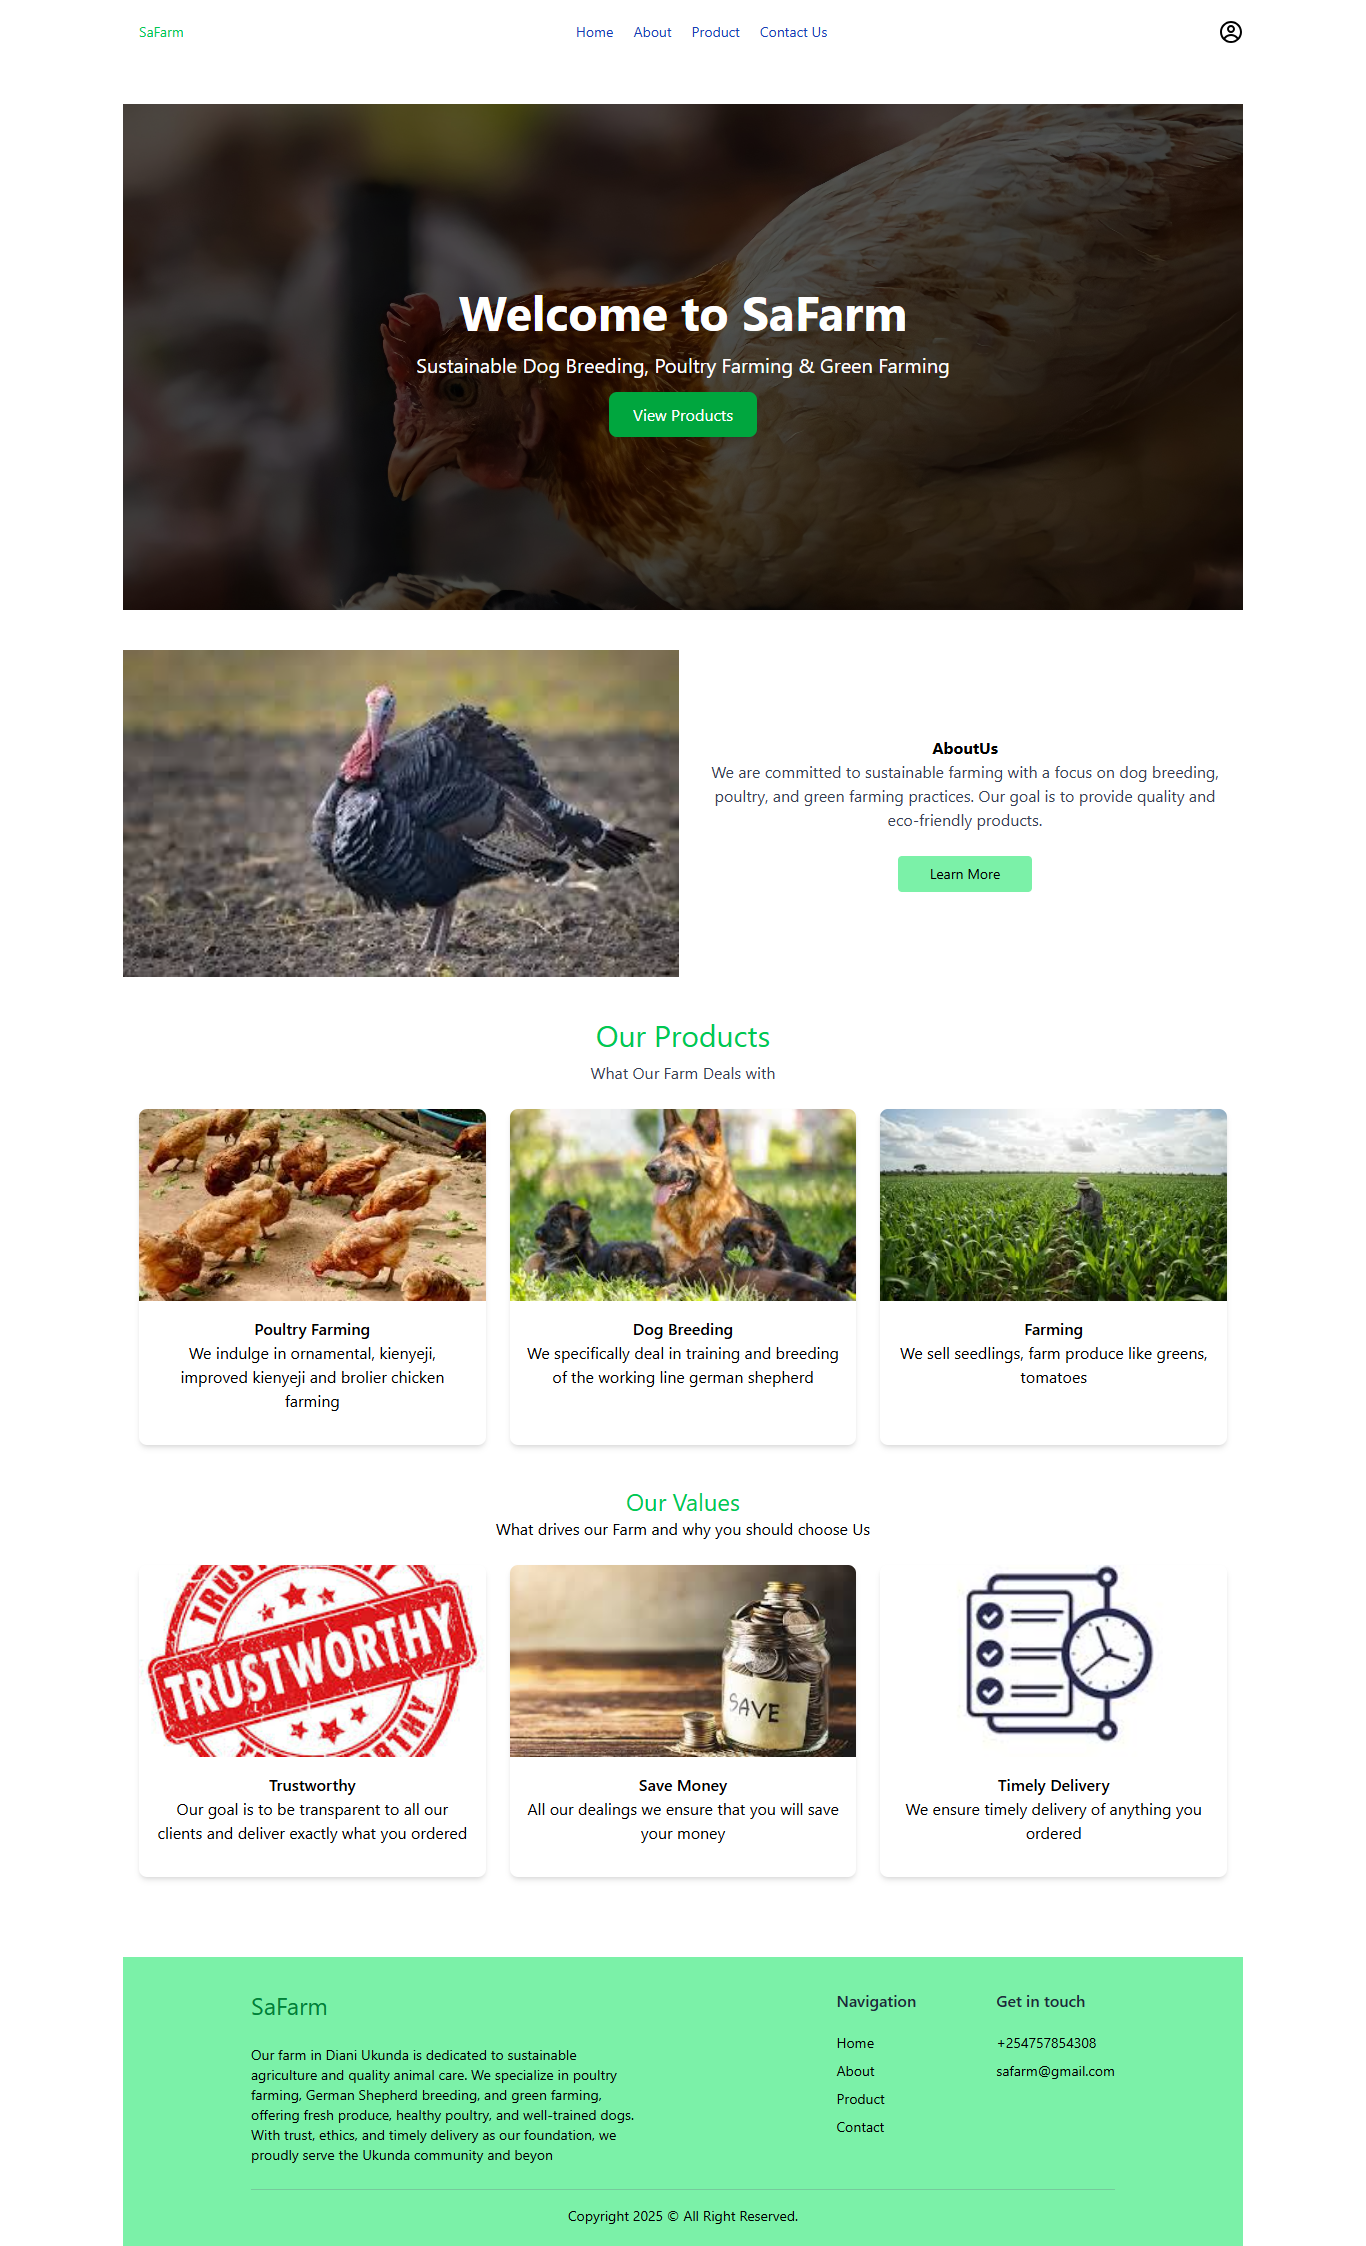 SaFarm
Home About Product Contact Us
Welcome to SaFarm
Sustainable Dog Breeding, Poultry Farming & Green Farming
View Products
AboutUs
We are committed to sustainable farming with a focus on dog breeding,
poultry, and green farming practices. Our goal is to provide quality and
eco-friendly products.
Learn More
Our Products
What Our Farm Deals with
Poultry Farming
We indulge in ornamental, kienyeji,
improved kienyeji and brolier chicken
farming
Dog Breeding
We specifically deal in training and breeding
of the working line german shepherd
Farming
We sell seedlings, farm produce like greens,
tomatoes
Our Values
What drives our Farm and why you should choose Us
TRUSTWORTHY
SAVE
Trustworthy
Our goal is to be transparent to all our
clients and deliver exactly what you ordered
Save Money
All our dealings we ensure that you will save
your money
Timely Delivery
We ensure timely delivery of anything you
ordered
SaFarm
Our farm in Diani Ukunda is dedicated to sustainable
agriculture and quality animal care. We specialize in poultry
farming, German Shepherd breeding, and green farming,
offering fresh produce, healthy poultry, and well-trained dogs.
With trust, ethics, and timely delivery as our foundation, we
proudly serve the Ukunda community and beyon
Navigation
Home
About
Product
Contact
Get in touch
+254757854308
safarm@gmail.com
Copyright 2025 © All Right Reserved.